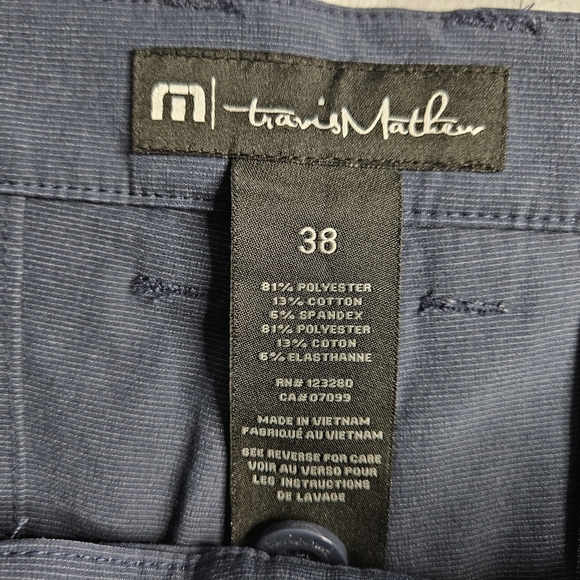 travisMathew
38
81% POLYESTER
13% COTTON
6% SPANDEX
81% POLYESTER
13% COTON
6% ELASTHANNE
RN# 123280
CA# 07099
MADE IN VIETNAM
FABRIQUÉ AU VIETNAM
SEE REVERSE FOR CARE
VOIR AU VERSO POUR
LES INSTRUCTIONS
DE LAVAGE